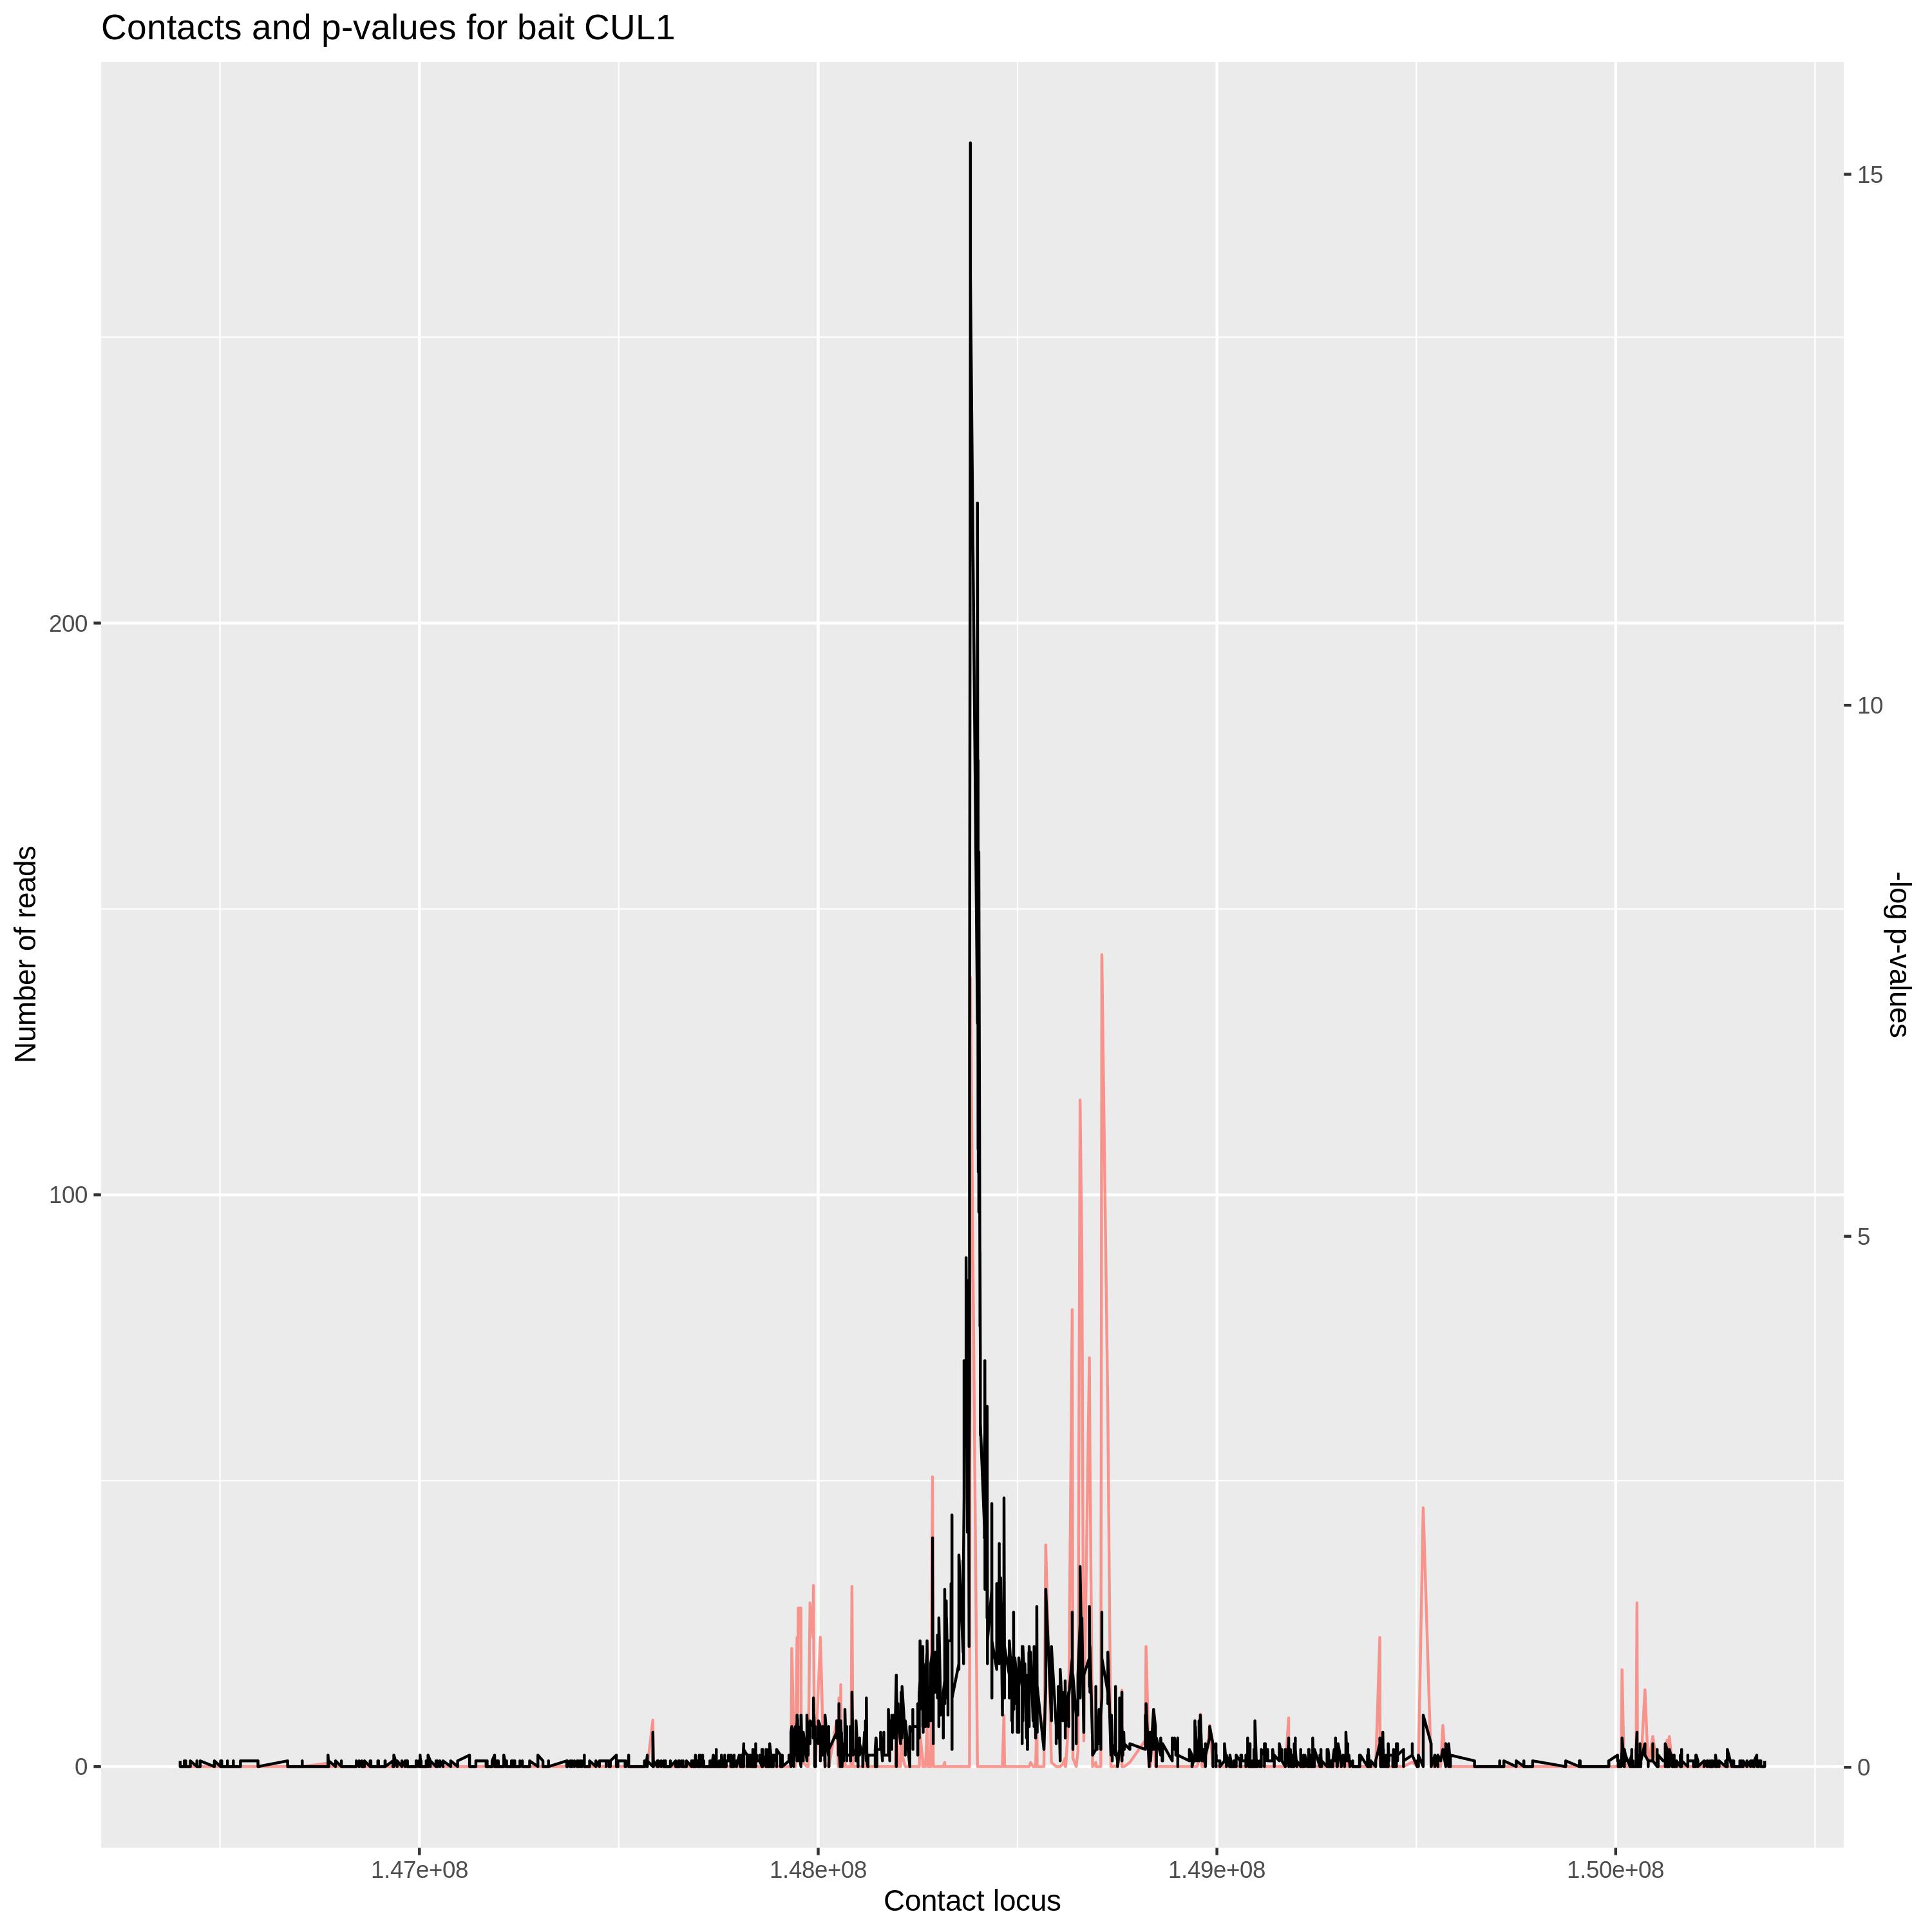 Contacts and p-values for bait CUL1
Number of reads
200
100
0
15
10
5
0
-log p-values
1.47e+08
1.48e+08
1.49e+08
1.50e+08
Contact locus